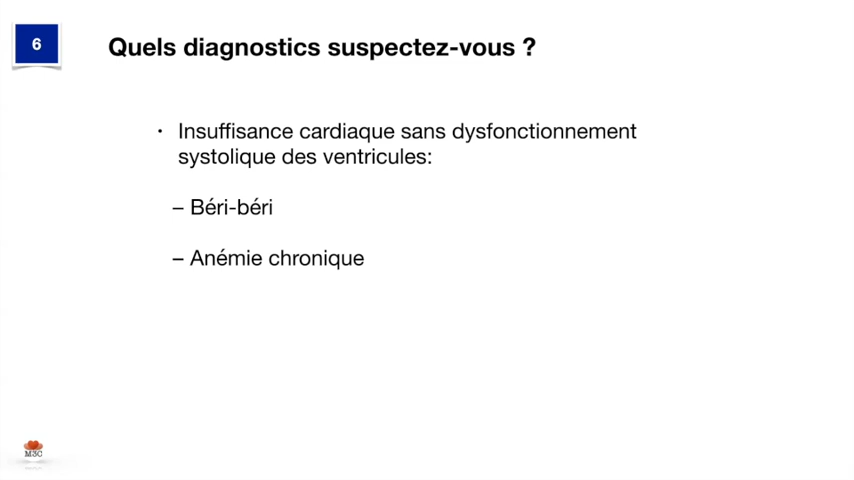 6
Quels diagnostics suspectez-vous ?
· Insuffisance cardiaque sans dysfonctionnement
systolique des ventricules:
– Béri-béri
– Anémie chronique
M3C